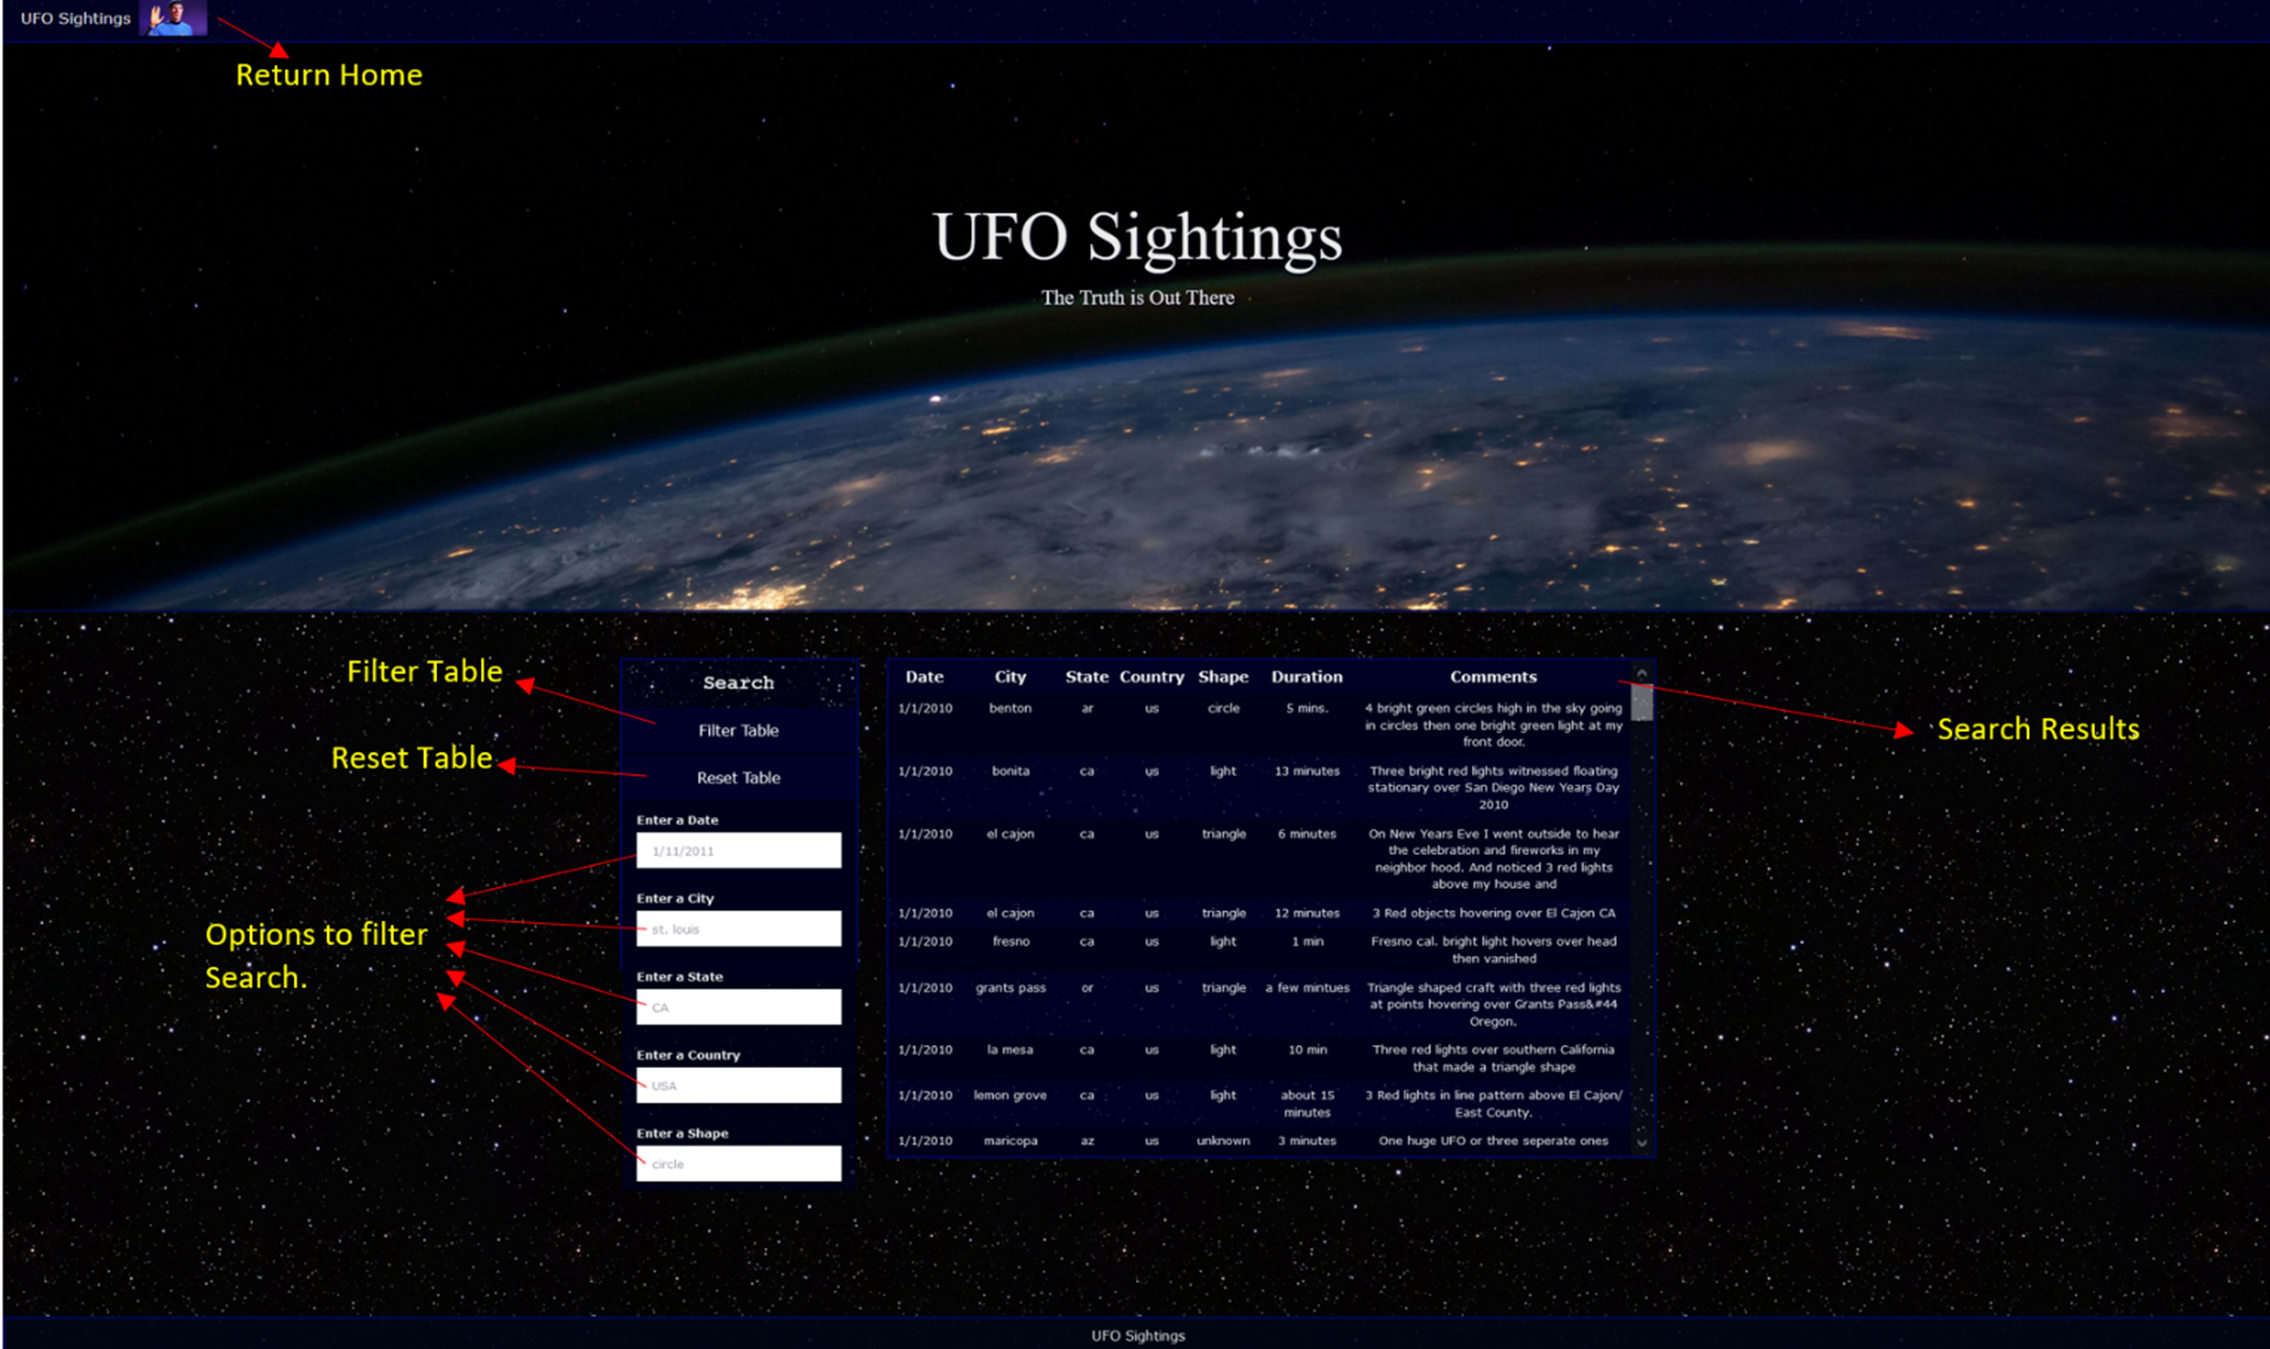 UFO Sightings
Return Home
UFO Sightings
The Truth is Out There
Filter Table
Reset Table
Options to filter
Search.
Search
Filter Table
Reset Table
Enter a Date
1/11/2011
Enter a City
st. louis
Enter a State
CA
Enter a Country
USA
Enter a Shape
circle
Date City State Country Shape Duration Comments
1/1/2010 benton ar us circle 5 mins. 4 bright green circles high in the sky going
in circles then one bright green light at my
front door.
1/1/2010 bonita ca us light 13 minutes Three bright red lights witnessed floating
stationary over San Diego New Years Day
2010
1/1/2010 el cajon ca us triangle 6 minutes On New Years Eve I went outside to hear
the celebration and fireworks in my
neighbor hood. And noticed 3 red lights
above my house and
1/1/2010 el cajon ca us triangle 12 minutes 3 Red objects hovering over El Cajon CA
1/1/2010 fresno ca us light 1 min Fresno cal. bright light hovers over head
then vanished
1/1/2010 grants pass or us triangle a few mintues Triangle shaped craft with three red lights
at points hovering over Grants Pass&#44
Oregon.
1/1/2010 la mesa ca us light 10 min Three red lights over southern California
that made a triangle shape
1/1/2010 lemon grove ca us light about 15 3 Red lights in line pattern above El Cajon/
minutes East County.
1/1/2010 maricopa az us unknown 3 minutes One huge UFO or three seperate ones
Search Results
UFO Sightings